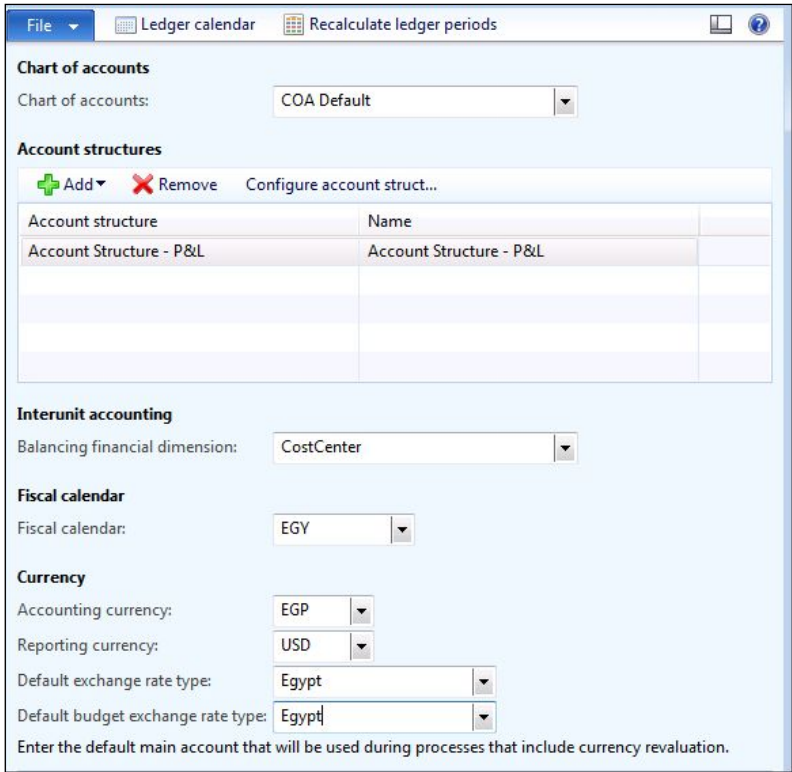 File Ledger calendar Recalculate ledger periods
Chart of accounts
Chart of accounts: COA Default
Account structures
Add Remove Configure account struct...
Account structure Name
Account Structure - P&L Account Structure - P&L
Interunit accounting
Balancing financial dimension: CostCenter
Fiscal calendar
Fiscal calendar: EGY
Currency
Accounting currency: EGP
Reporting currency: USD
Default exchange rate type: Egypt
Default budget exchange rate type: Egypt
Enter the default main account that will be used during processes that include currency revaluation.